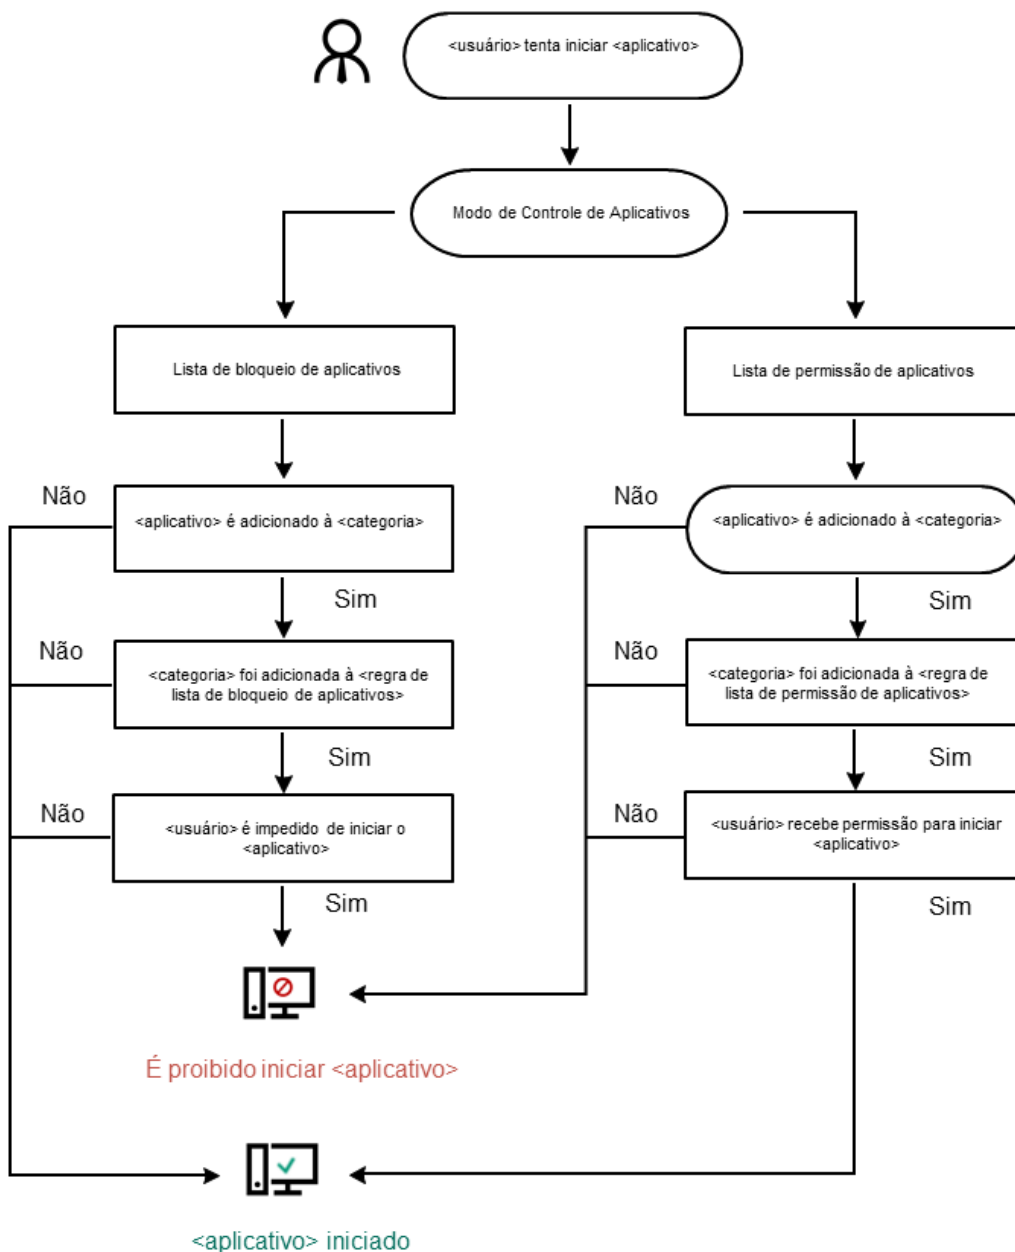 <usuário> tenta iniciar <aplicativo>
Modo de Controle de Aplicativos
Lista de bloqueio de aplicativos
Lista de permissão de aplicativos
Não
<aplicativo> é adicionado à <categoria>
Não
<aplicativo> é adicionado à <categoria>
Sim
Sim
Não
<categoria> foi adicionada à <regra de
lista de bloqueio de aplicativos>
Não
<categoria> foi adicionada à <regra de
lista de permissão de aplicativos>
Sim
Sim
Não
<usuário> é impedido de iniciar o
<aplicativo>
Não
<usuário> recebe permissão para iniciar
<aplicativo>
Sim
Sim
É proibido iniciar <aplicativo>
<aplicativo> iniciado